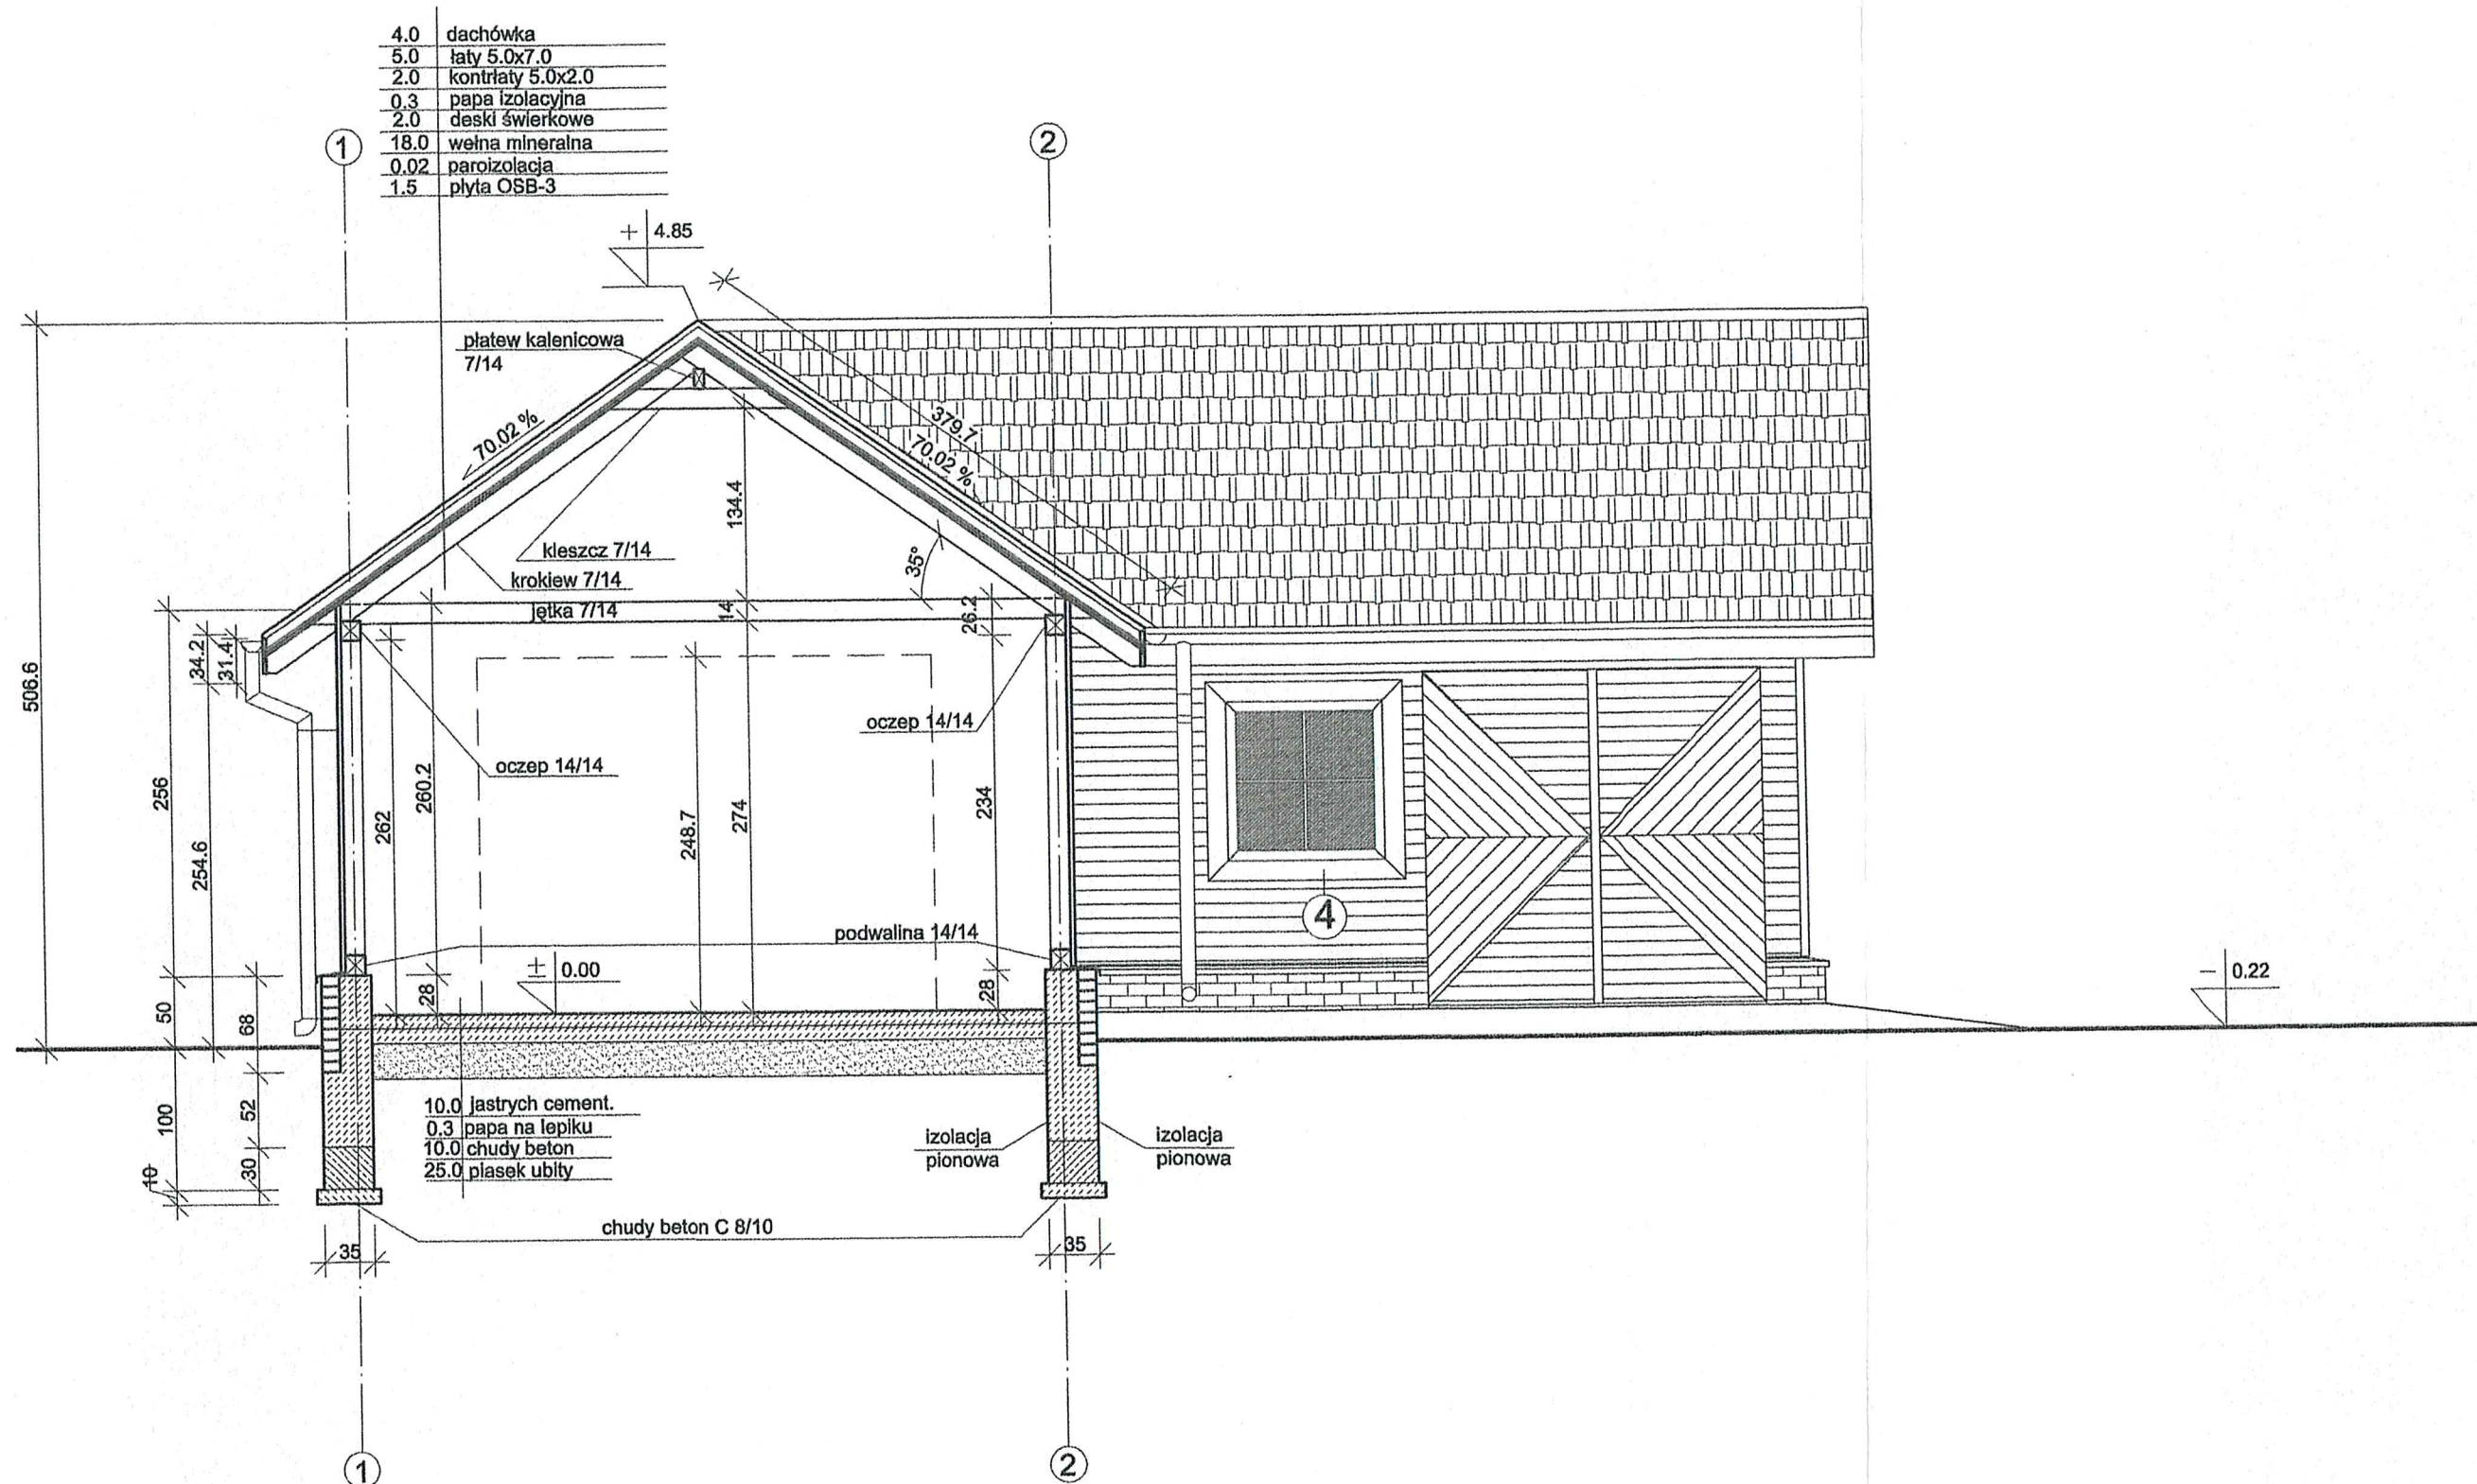 4.0 dachówka
5.0 łaty 5.0x7.0
2.0 kontrłaty 5.0x2.0
0.3 papa izolacyjna
2.0 deski świerkowe
18.0 wełna mineralna
0.02 paroizolacja
1.5 płyta OSB-3
1
2
+ 4.85
płatew kalenicowa
7/14
70.02 %
379.7
70.02 %
134.4
kleszcz 7/14
krokiew 7/14
35°
jętka 7/14
14
26.2
34.2
31.4
506.6
256
254.6
262
260.2
248.7
274
234
oczep 14/14
oczep 14/14
4
podwalina 14/14
± 0.00
- 0.22
28
28
50
68
100
52
30
10
10.0 jastrych cement.
0.3 papa na lepiku
10.0 chudy beton
25.0 piasek ubity
izolacja
pionowa
izolacja
pionowa
chudy beton C 8/10
35
35
1
2